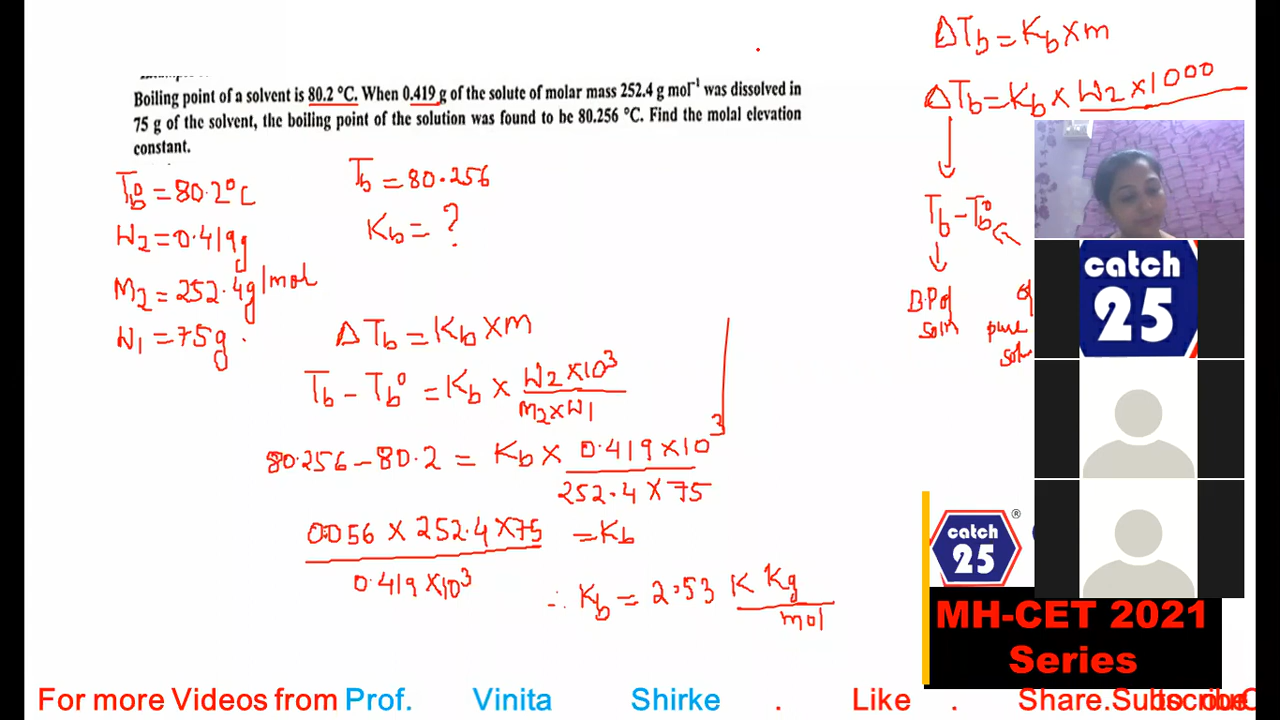 Boiling point of a solvent is 80.2 °C. When 0.419 g of the solute of molar mass 252.4 g mol⁻¹ was dissolved in
75 g of the solvent, the boiling point of the solution was found to be 80.256 °C. Find the molal elevation
constant.
Tb° = 80.2°C
W2 = 0.419g
M2 = 252.4g/mol
W1 = 75g.
Tb = 80.256
Kb = ?
ΔTb = Kb × m
Tb − Tb° = Kb × W2×10³ / M2×W1
80.256 − 80.2 = Kb × 0.419×10³ / 252.4 × 75
0.056 × 252.4 × 75 / 0.419×10³ = Kb
∴ Kb = 2.53 K Kg / mol
ΔTb = Kb × m
ΔTb = Kb × W2×1000
Tb − Tb°
B.P of
soln
of
pure
catch
25
catch
25
®
MH-CET 2021
Series
For more Videos from Prof. Vinita Shirke . Like . Share.